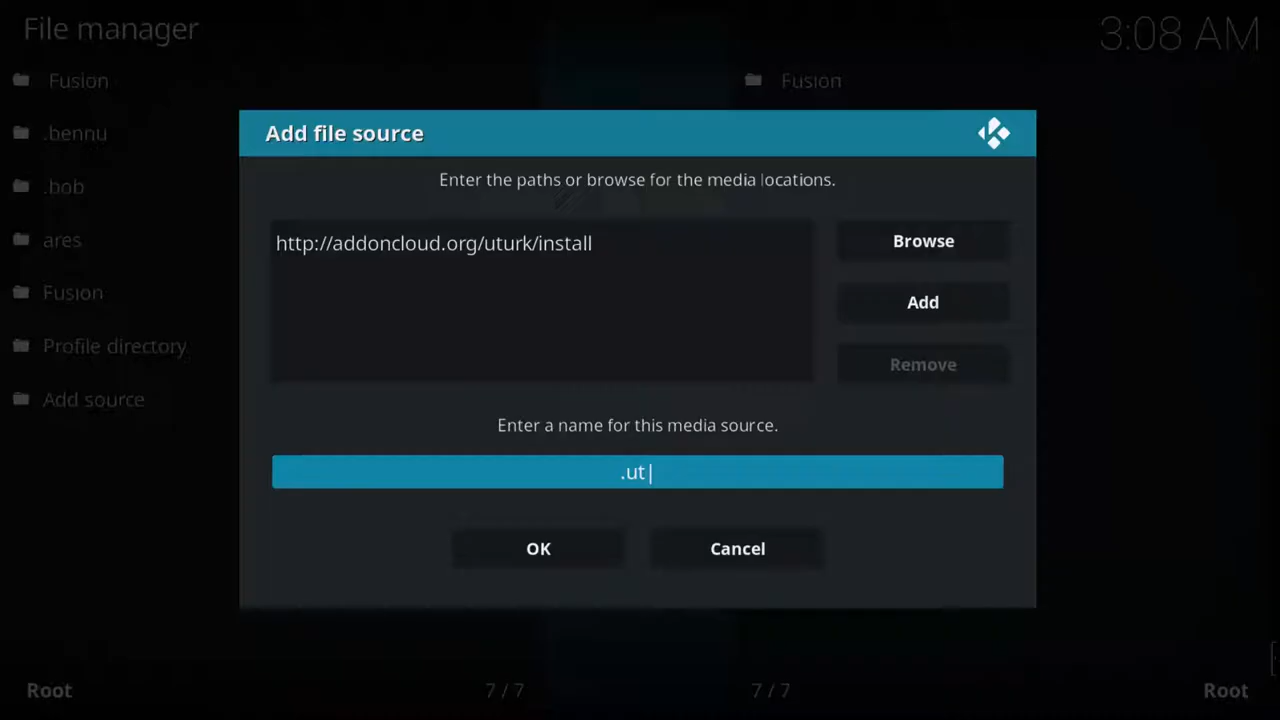 File manager
3:08 AM
Fusion
.bennu
.bob
ares
Fusion
Profile directory
Add source
Fusion
Add file source
Enter the paths or browse for the media locations.
http://addoncloud.org/uturk/install
Browse
Add
Remove
Enter a name for this media source.
.ut|
OK
Cancel
Root
7 / 7
7 / 7
Root